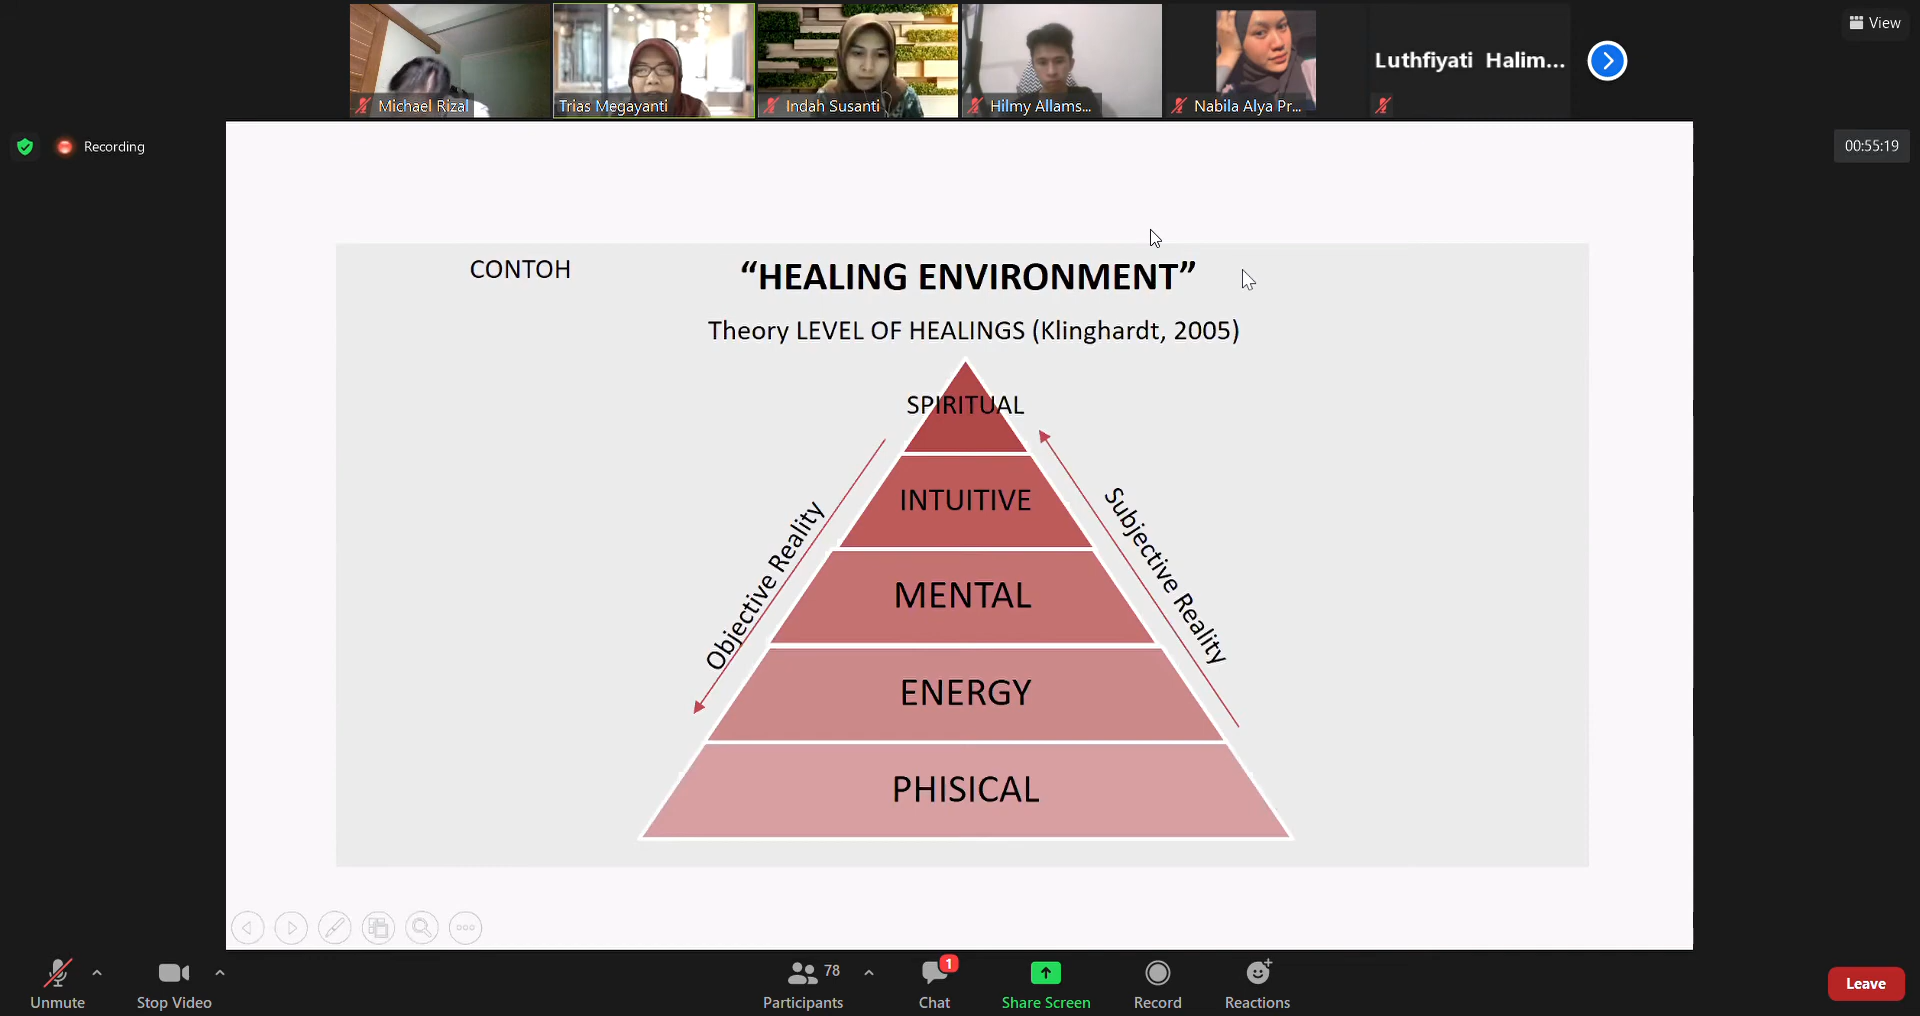 View
Michael Rizal
Trias Megayanti
Indah Susanti
Hilmy Allams...
Nabila Alya Pr...
Luthfiyati Halim...
Recording
00:55:19
CONTOH
“HEALING ENVIRONMENT”
Theory LEVEL OF HEALINGS (Klinghardt, 2005)
SPIRITUAL
INTUITIVE
MENTAL
ENERGY
PHISICAL
Objective Reality
Subjective Reality
Unmute
Stop Video
78
Participants
1
Chat
Share Screen
Record
Reactions
Leave